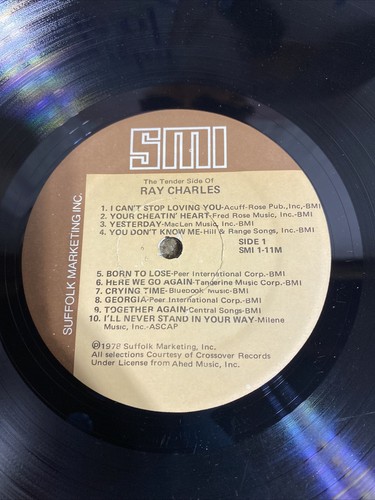 SMI
SUFFOLK MARKETING INC.
The Tender Side Of
RAY CHARLES
1. I CAN'T STOP LOVING YOU-Acuff-Rose Pub., Inc.-BMI
2. YOUR CHEATIN' HEART-Fred Rose Music, Inc.-BMI
3. YESTERDAY-MacLen Music, Inc.-BMI
4. YOU DON'T KNOW ME-Hill & Range Songs, Inc.-BMI
SIDE 1
SMI 1-11M
5. BORN TO LOSE-Peer International Corp.-BMI
6. HERE WE GO AGAIN-Tangerine Music Corp.-BMI
7. CRYING TIME-Bluebook Music-BMI
8. GEORGIA-Peer International Corp.-BMI
9. TOGETHER AGAIN-Central Songs-BMI
10. I'LL NEVER STAND IN YOUR WAY-Milene
Music, Inc.-ASCAP
Ⓟ1978 Suffolk Marketing, Inc.
All selections Courtesy of Crossover Records
Under License from Ahed Music, Inc.